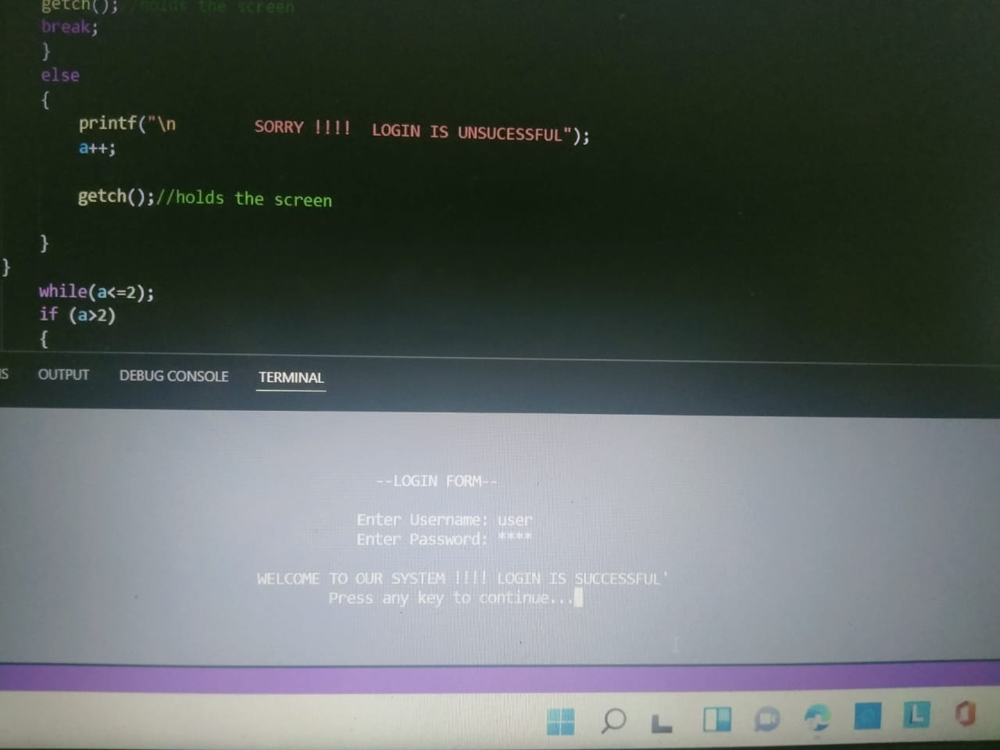 getch(); //holds the screen
break;
}
else
{
printf("\n        SORRY !!!!  LOGIN IS UNSUCESSFUL");
a++;
getch();//holds the screen
}
}
while(a<=2);
if (a>2)
{
OUTPUT DEBUG CONSOLE TERMINAL
--LOGIN FORM--
Enter Username: user
Enter Password: ****
WELCOME TO OUR SYSTEM !!!! LOGIN IS SUCCESSFUL'
Press any key to continue...
L